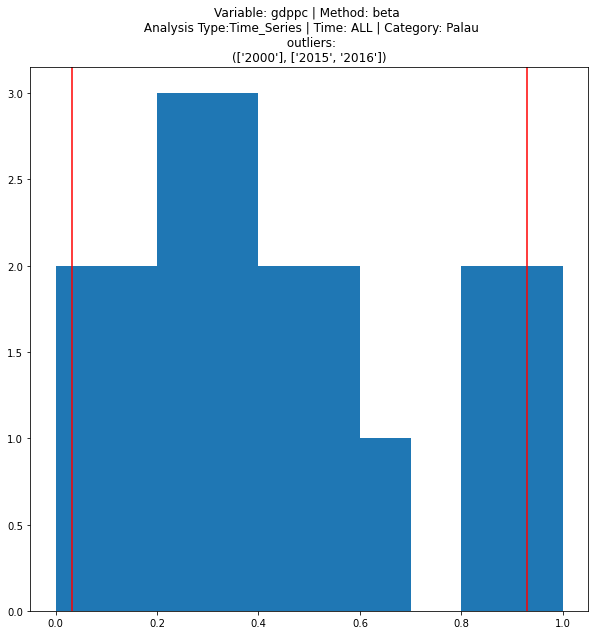 Variable: gdppc | Method: beta
Analysis Type:Time_Series | Time: ALL | Category: Palau
outliers:
(['2000'], ['2015', '2016'])
3.0
2.5
2.0
1.5
1.0
0.5
0.0
0.0 0.2 0.4 0.6 0.8 1.0